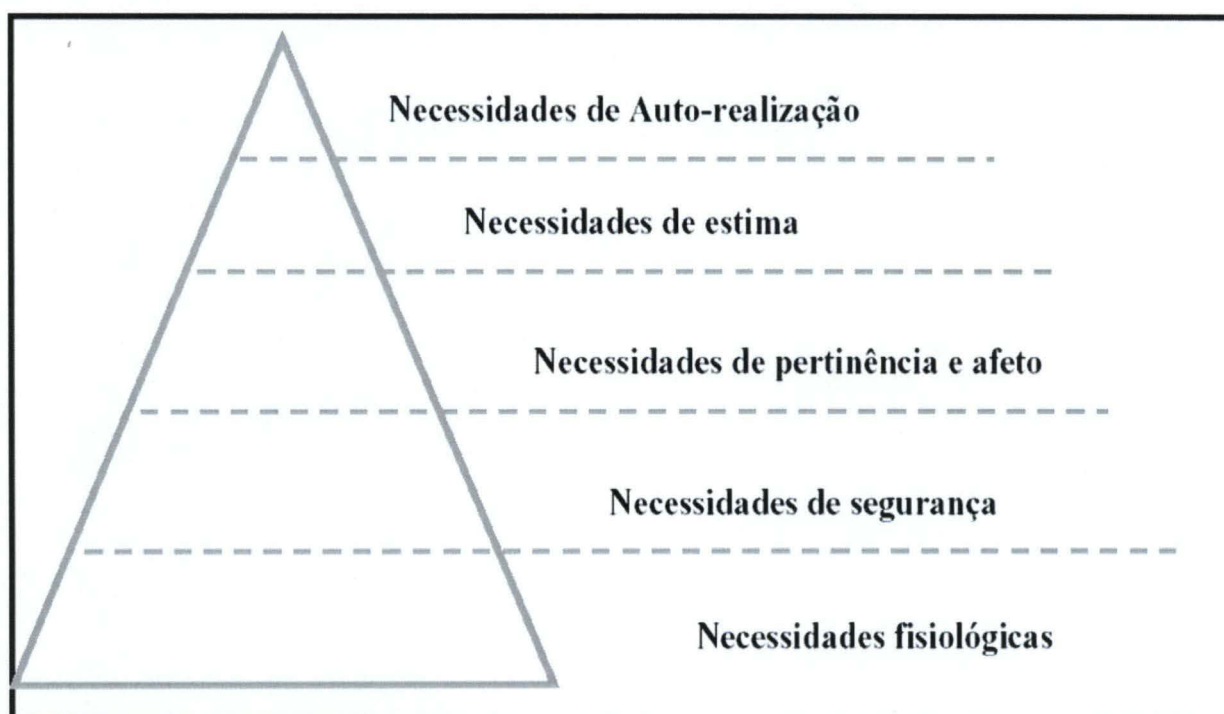 Necessidades de Auto-realização
Necessidades de estima
Necessidades de pertinência e afeto
Necessidades de segurança
Necessidades fisiológicas